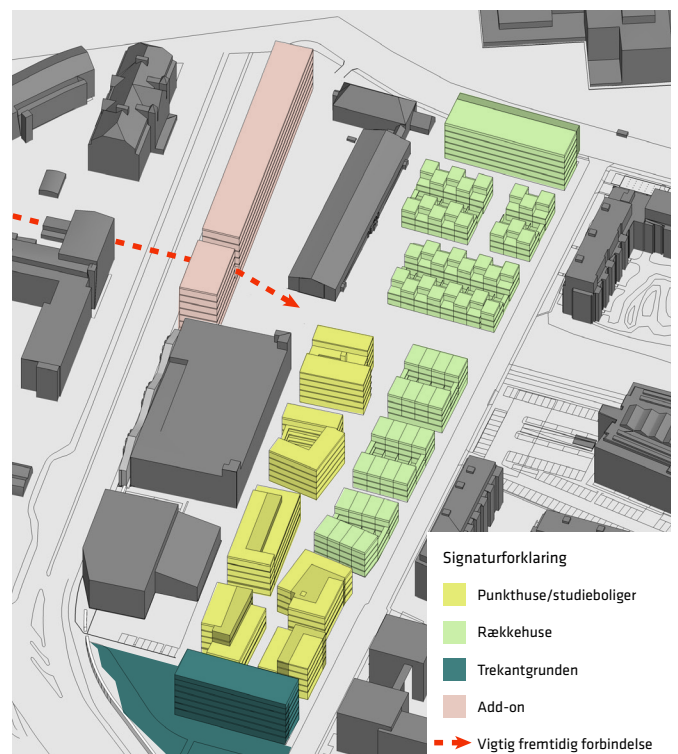 Signaturforklaring
Punkthuse/studieboliger
Rækkehuse
Trekantgrunden
Add-on
Vigtig fremtidig forbindelse